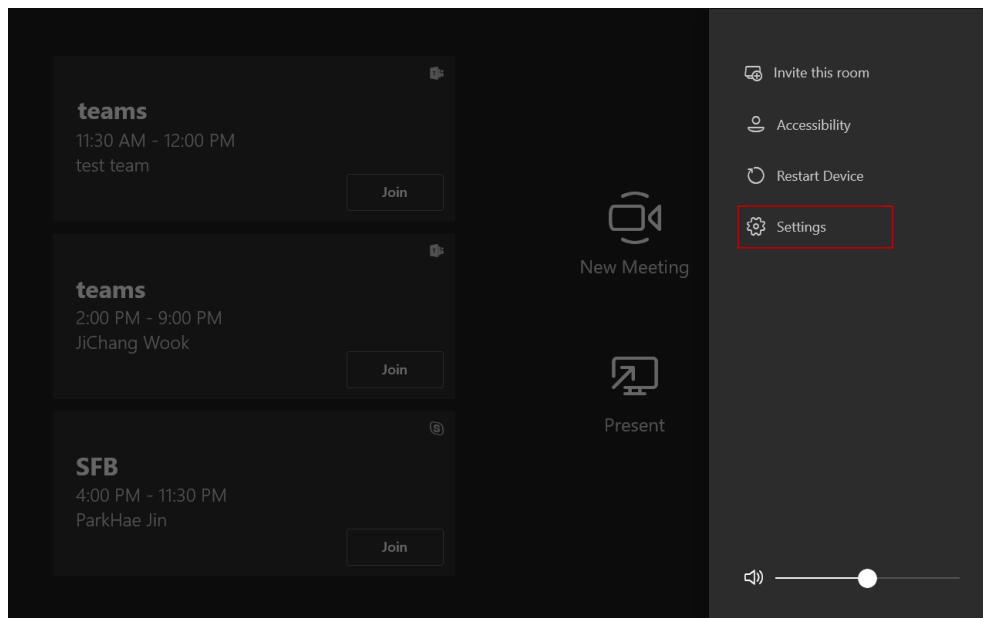 teams
11:30 AM - 12:00 PM
test team
Join
teams
2:00 PM - 9:00 PM
JiChang Wook
Join
SFB
4:00 PM - 11:30 PM
ParkHae Jin
Join
New Meeting
Present
Invite this room
Accessibility
Restart Device
Settings